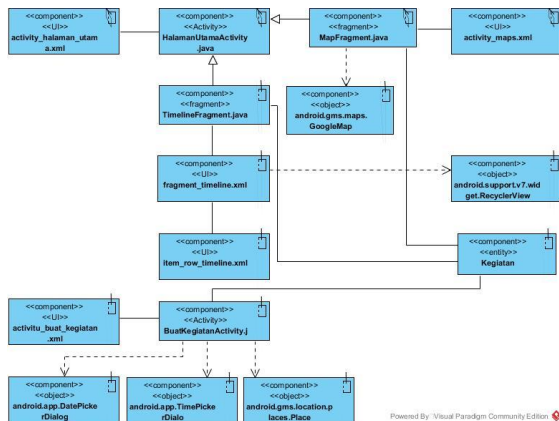 <<component>>
<<UI>>
activity_halaman_utam
a.xml
<<component>>
<<Activity>>
HalamanUtamaActivity
.java
<<component>>
<<fragment>>
MapFragment.java
<<component>>
<<UI>>
activity_maps.xml
<<component>>
<<fragment>>
TimelineFragment.java
<<component>>
<<object>>
android.gms.maps.
GoogleMap
<<component>>
<<UI>>
fragment_timeline.xml
<<component>>
<<object>>
android.support.v7.wid
get.RecyclerView
<<component>>
<<UI>>
item_row_timeline.xml
<<component>>
<<entity>>
Kegiatan
<<component>>
<<UI>>
activitu_buat_kegiatan
.xml
<<component>>
<<Activity>>
BuatKegiatanActivity.j
<<component>>
<<object>>
android.app.DatePicke
rDialog
<<component>>
<<object>>
android.app.TimePicke
rDialo
<<component>>
<<object>>
android.gms.location.p
laces.Place
Powered By Visual Paradigm Community Edition